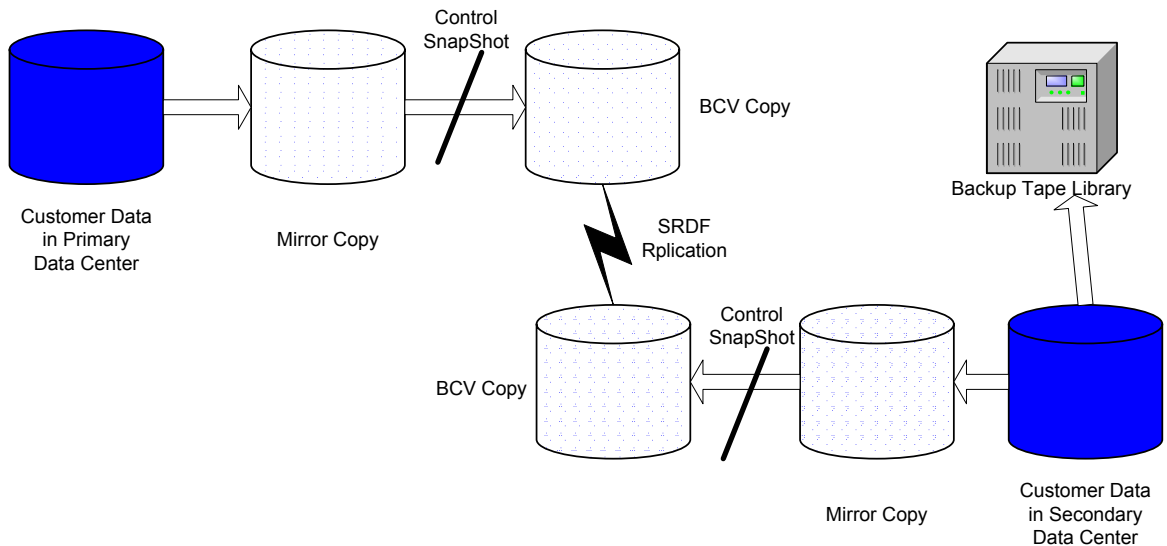 Control
SnapShot
BCV Copy
Backup Tape Library
Customer Data
in Primary
Data Center
Mirror Copy
SRDF
Rplication
Control
SnapShot
BCV Copy
Mirror Copy
Customer Data
in Secondary
Data Center